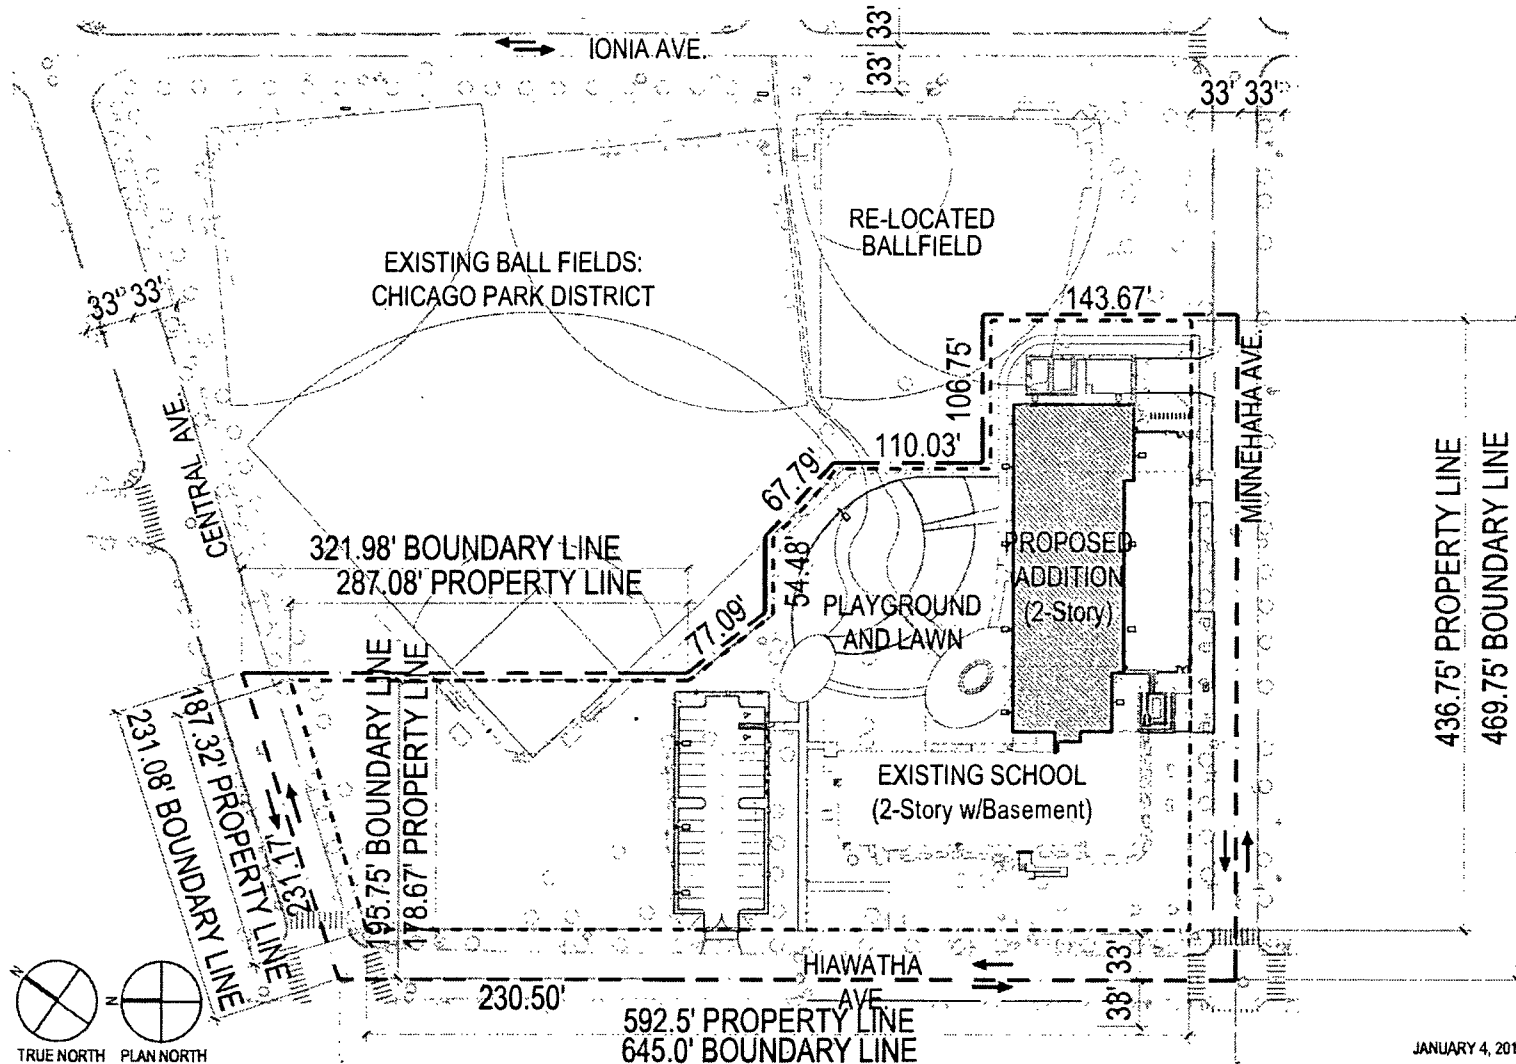 33' 33'
IONIA AVE.
33' 33'
RE-LOCATED
BALLFIELD
EXISTING BALL FIELDS:
CHICAGO PARK DISTRICT
33' 33'
143.67'
106.75'
MINNEHAHA AVE.
CENTRAL AVE.
110.03'
67.79'
321.98' BOUNDARY LINE
287.08' PROPERTY LINE
54.48'
77.09'
PROPOSED
ADDITION
(2-Story)
PLAYGROUND
AND LAWN
436.75' PROPERTY LINE
469.75' BOUNDARY LINE
187.32' PROPERTY LINE
231.08' BOUNDARY LINE
231.17'
195.75' BOUNDARY LINE
178.67' PROPERTY LINE
EXISTING SCHOOL
(2-Story w/Basement)
HIAWATHA
AVE.
33' 33'
230.50'
592.5' PROPERTY LINE
645.0' BOUNDARY LINE
N
N
TRUE NORTH
PLAN NORTH
JANUARY 4, 201